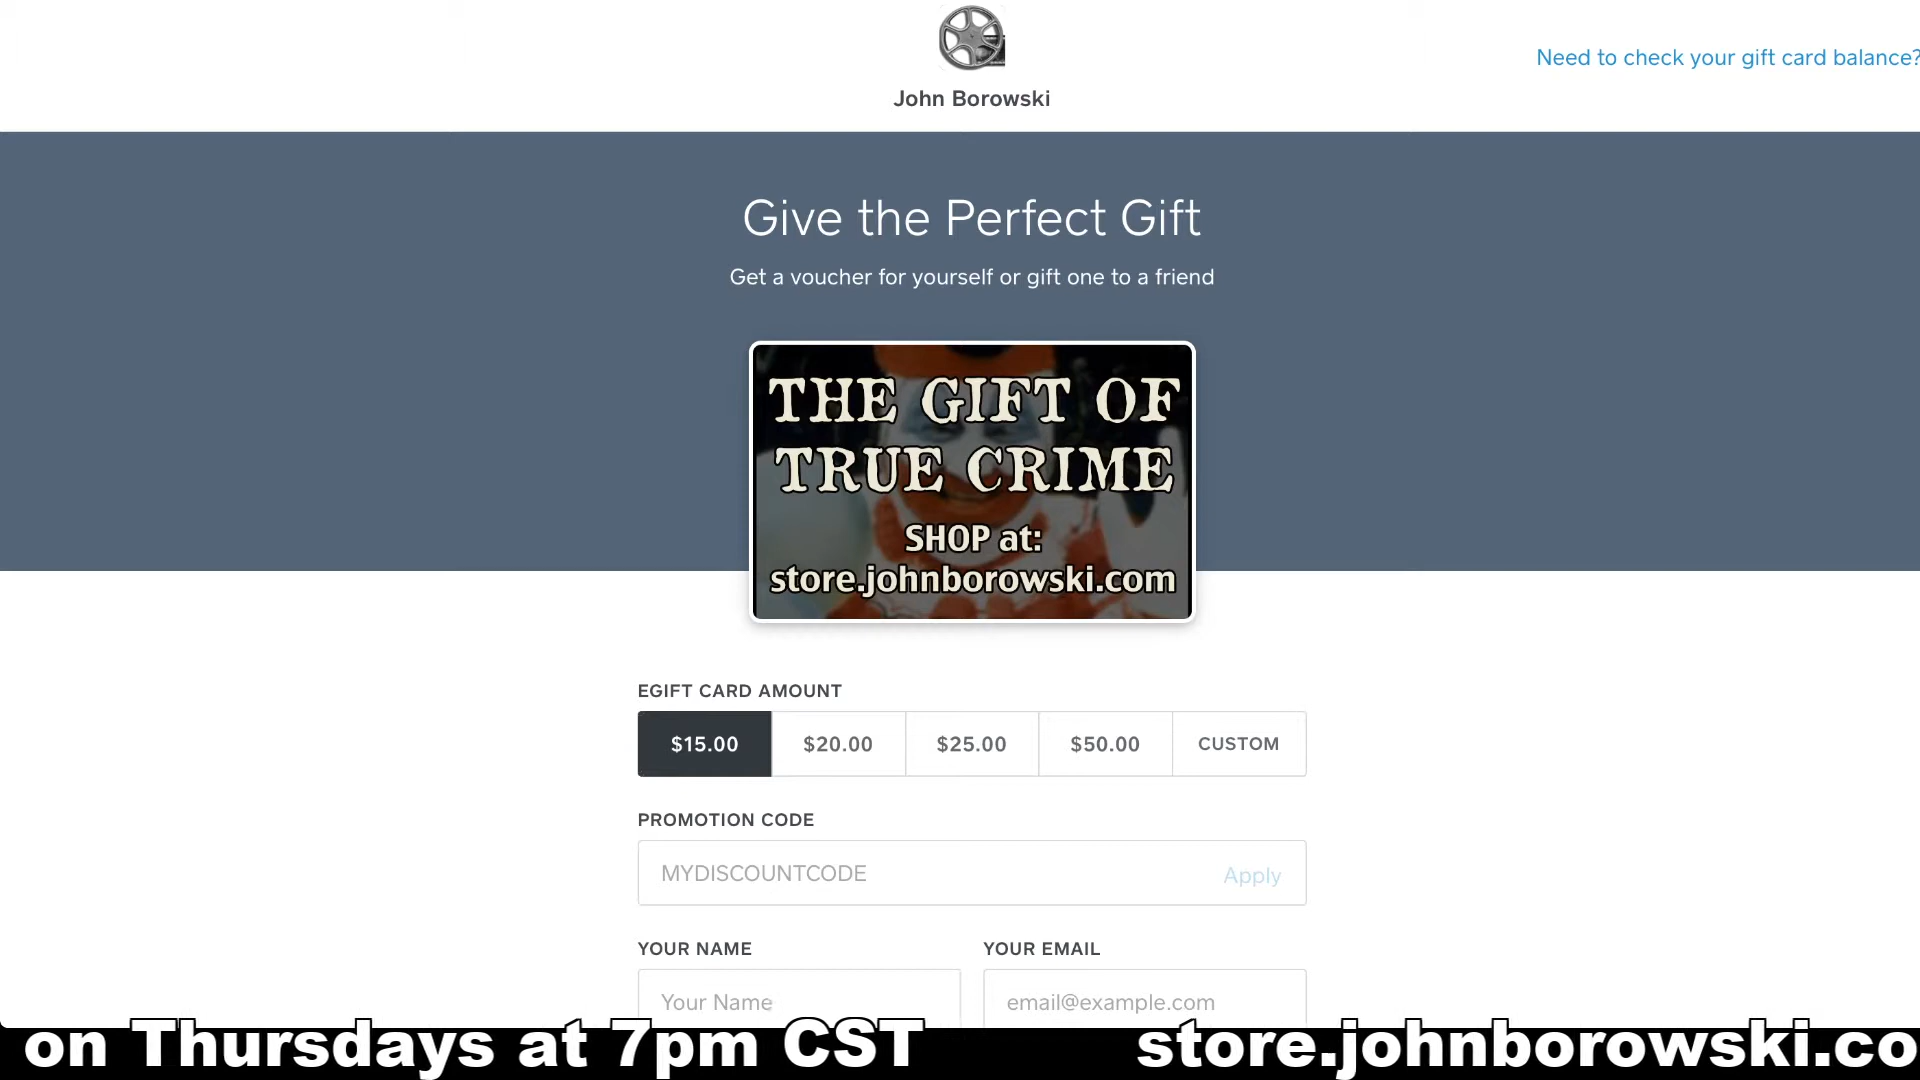 Need to check your gift card balance?
John Borowski
Give the Perfect Gift
Get a voucher for yourself or gift one to a friend
THE GIFT OF
TRUE CRIME
SHOP at:
store.johnborowski.com
EGIFT CARD AMOUNT
$15.00 $20.00 $25.00 $50.00 CUSTOM
PROMOTION CODE
MYDISCOUNTCODE Apply
YOUR NAME YOUR EMAIL
Your Name email@example.com
on Thursdays at 7pm CST store.johnborowski.co